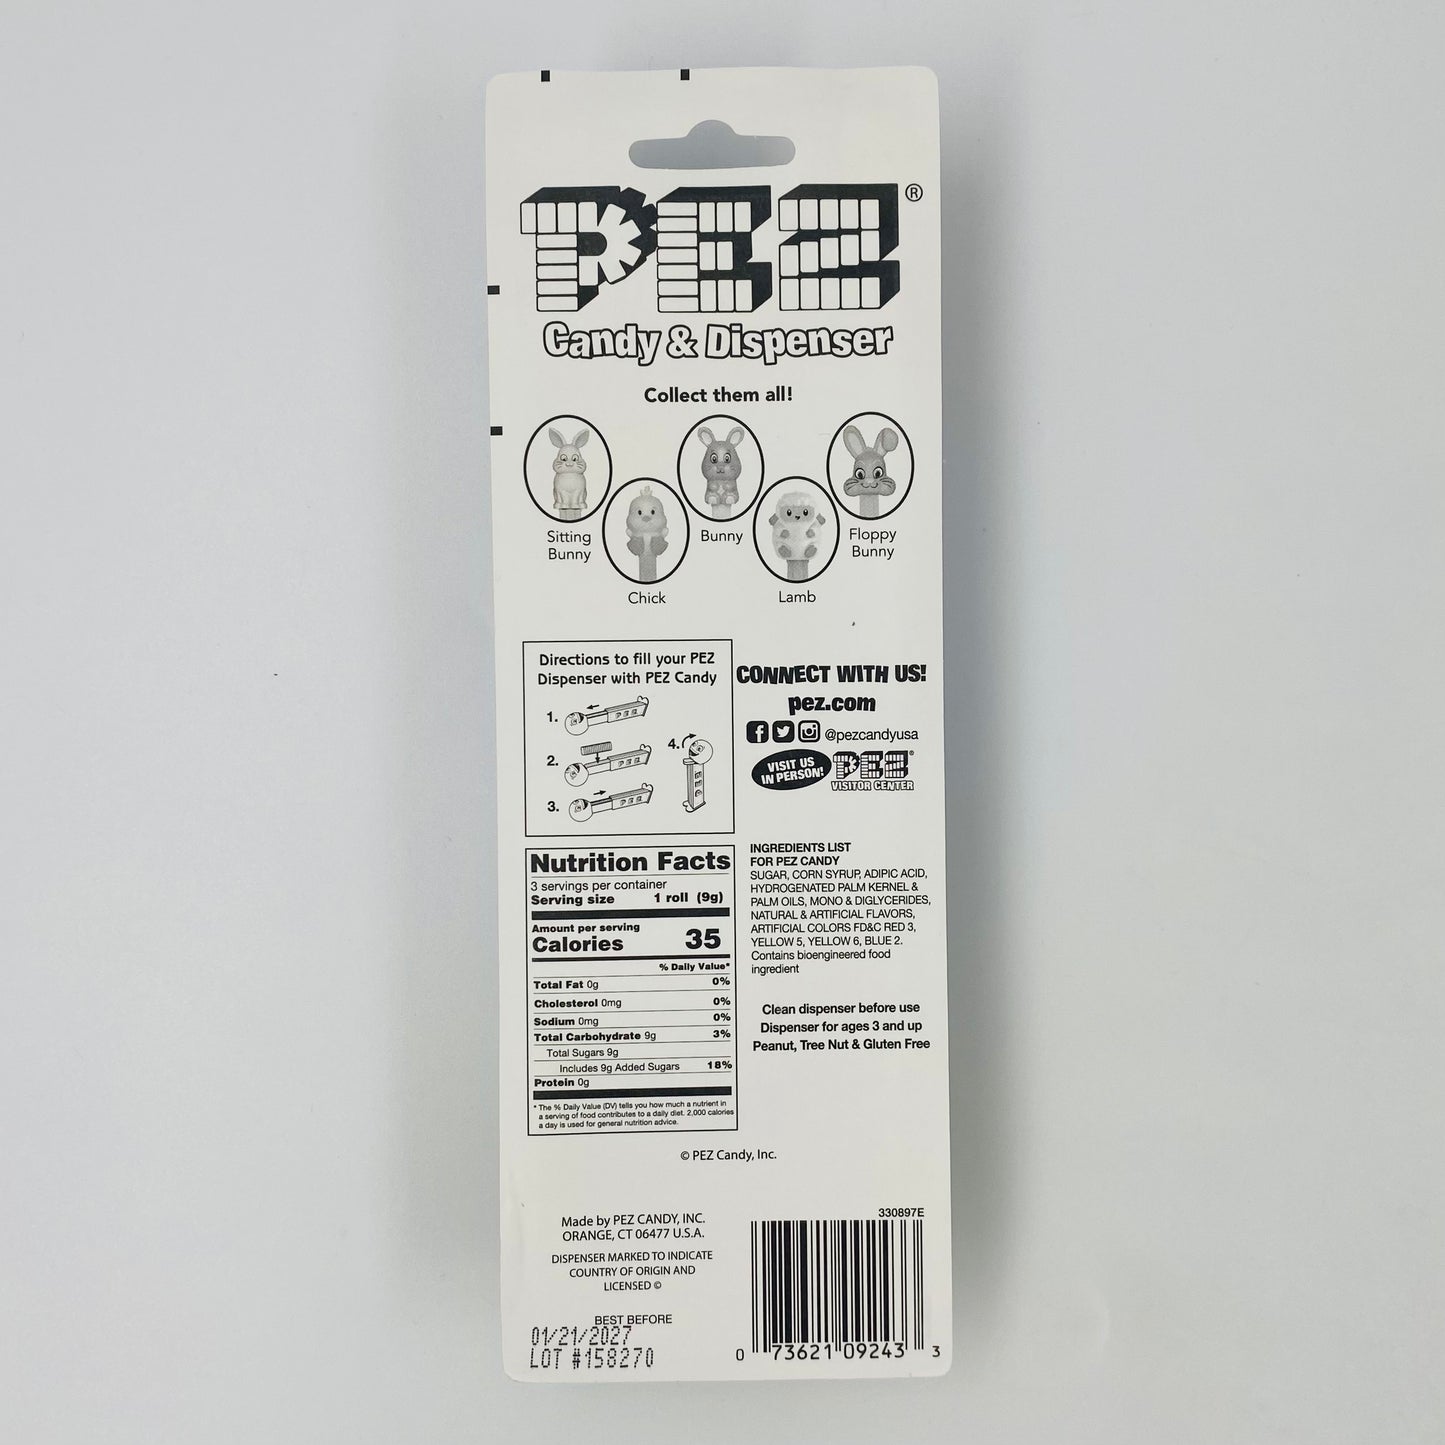 PEZ®
Candy & Dispenser
Collect them all!
Sitting
Bunny
Chick
Bunny
Lamb
Floppy
Bunny
Directions to fill your PEZ
Dispenser with PEZ Candy
1.
PEZ
2.
PEZ
3.
PEZ
4.
PEZ
CONNECT WITH US!
pez.com
@pezcandyusa
VISIT US
IN PERSON!
PEZ®
VISITOR CENTER
Nutrition Facts
3 servings per container
Serving size 1 roll (9g)
Amount per serving
Calories 35
% Daily Value*
Total Fat 0g 0%
Cholesterol 0mg 0%
Sodium 0mg 0%
Total Carbohydrate 9g 3%
Total Sugars 9g
Includes 9g Added Sugars 18%
Protein 0g
* The % Daily Value (DV) tells you how much a nutrient in
a serving of food contributes to a daily diet. 2,000 calories
a day is used for general nutrition advice.
INGREDIENTS LIST
FOR PEZ CANDY
SUGAR, CORN SYRUP, ADIPIC ACID,
HYDROGENATED PALM KERNEL &
PALM OILS, MONO & DIGLYCERIDES,
NATURAL & ARTIFICIAL FLAVORS,
ARTIFICIAL COLORS FD&C RED 3,
YELLOW 5, YELLOW 6, BLUE 2.
Contains bioengineered food
ingredient
Clean dispenser before use
Dispenser for ages 3 and up
Peanut, Tree Nut & Gluten Free
© PEZ Candy, Inc.
Made by PEZ CANDY, INC.
ORANGE, CT 06477 U.S.A.
DISPENSER MARKED TO INDICATE
COUNTRY OF ORIGIN AND
LICENSED ©
BEST BEFORE
01/21/2027
LOT #158270
330897E
0 73621 09243 3